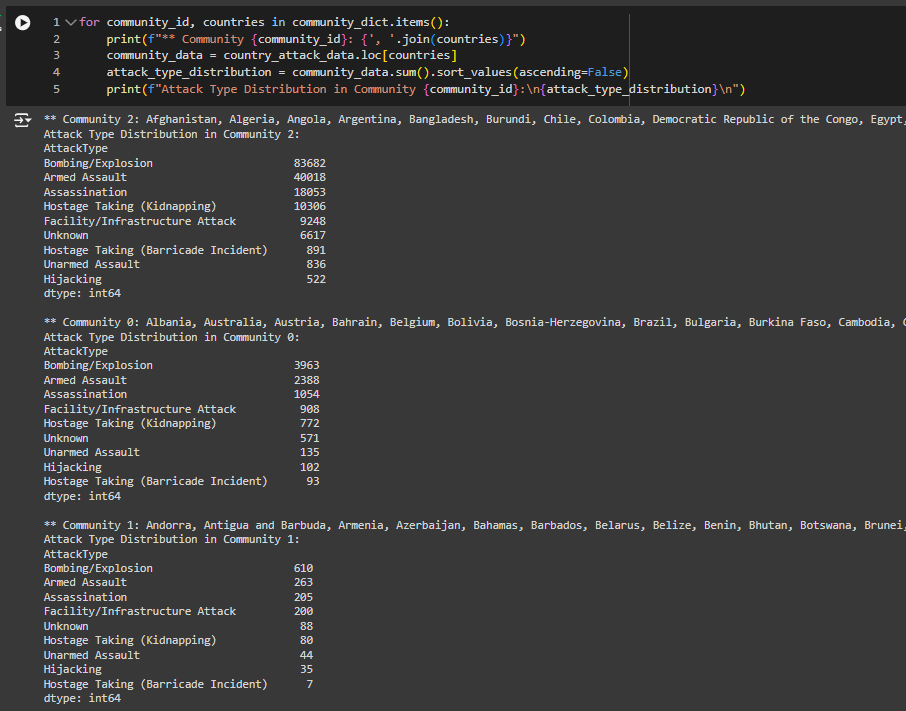 1 for community_id, countries in community_dict.items():
2 print(f"** Community {community_id}: {', '.join(countries)}")
3 community_data = country_attack_data.loc[countries]
4 attack_type_distribution = community_data.sum().sort_values(ascending=False)
5 print(f"Attack Type Distribution in Community {community_id}:\n{attack_type_distribution}\n")
** Community 2: Afghanistan, Algeria, Angola, Argentina, Bangladesh, Burundi, Chile, Colombia, Democratic Republic of the Congo, Egypt,
Attack Type Distribution in Community 2:
AttackType
Bombing/Explosion 83682
Armed Assault 40018
Assassination 18053
Hostage Taking (Kidnapping) 10306
Facility/Infrastructure Attack 9248
Unknown 6617
Hostage Taking (Barricade Incident) 891
Unarmed Assault 836
Hijacking 522
dtype: int64
** Community 0: Albania, Australia, Austria, Bahrain, Belgium, Bolivia, Bosnia-Herzegovina, Brazil, Bulgaria, Burkina Faso, Cambodia,
Attack Type Distribution in Community 0:
AttackType
Bombing/Explosion 3963
Armed Assault 2388
Assassination 1054
Facility/Infrastructure Attack 908
Hostage Taking (Kidnapping) 772
Unknown 571
Unarmed Assault 135
Hijacking 102
Hostage Taking (Barricade Incident) 93
dtype: int64
** Community 1: Andorra, Antigua and Barbuda, Armenia, Azerbaijan, Bahamas, Barbados, Belarus, Belize, Benin, Bhutan, Botswana, Brunei,
Attack Type Distribution in Community 1:
AttackType
Bombing/Explosion 610
Armed Assault 263
Assassination 205
Facility/Infrastructure Attack 200
Unknown 88
Hostage Taking (Kidnapping) 80
Unarmed Assault 44
Hijacking 35
Hostage Taking (Barricade Incident) 7
dtype: int64